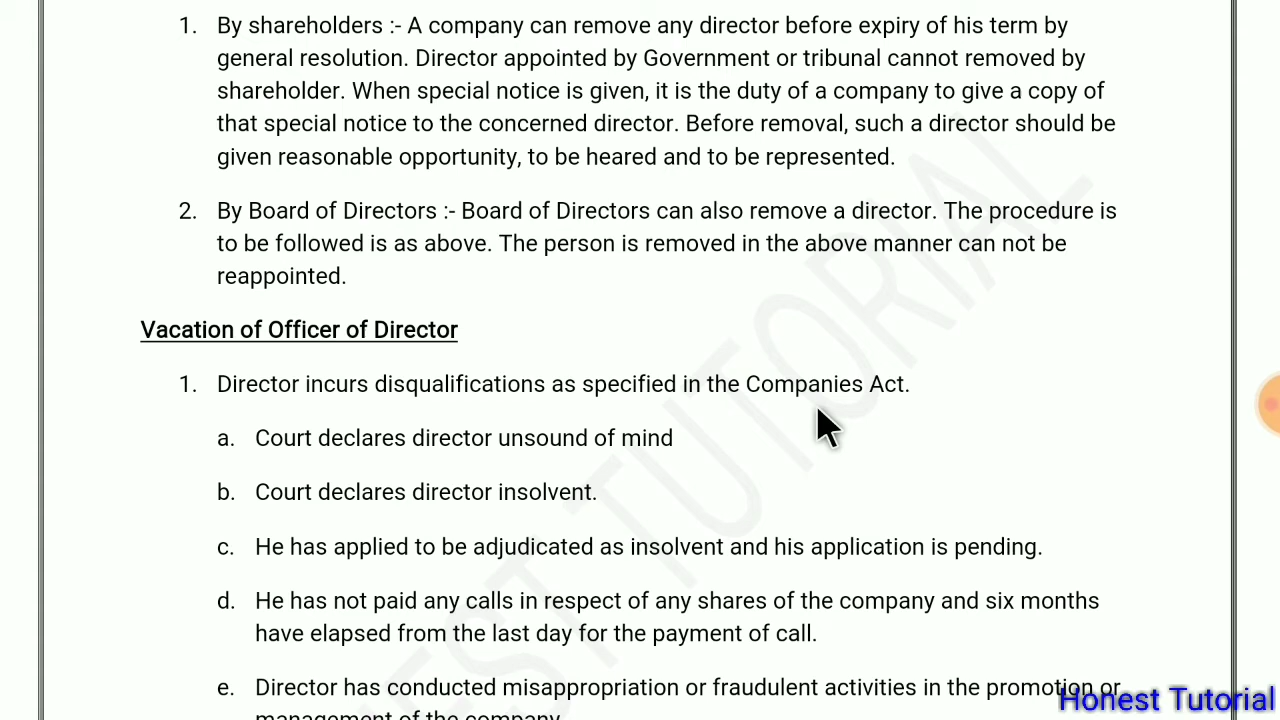 1. By shareholders :- A company can remove any director before expiry of his term by
general resolution. Director appointed by Government or tribunal cannot removed by
shareholder. When special notice is given, it is the duty of a company to give a copy of
that special notice to the concerned director. Before removal, such a director should be
given reasonable opportunity, to be heared and to be represented.
2. By Board of Directors :- Board of Directors can also remove a director. The procedure is
to be followed is as above. The person is removed in the above manner can not be
reappointed.
Vacation of Officer of Director
1. Director incurs disqualifications as specified in the Companies Act.
a. Court declares director unsound of mind
b. Court declares director insolvent.
c. He has applied to be adjudicated as insolvent and his application is pending.
d. He has not paid any calls in respect of any shares of the company and six months
have elapsed from the last day for the payment of call.
e. Director has conducted misappropriation or fraudulent activities in the promotion or
management of the company
Honest Tutorial
EST TUTORIAL